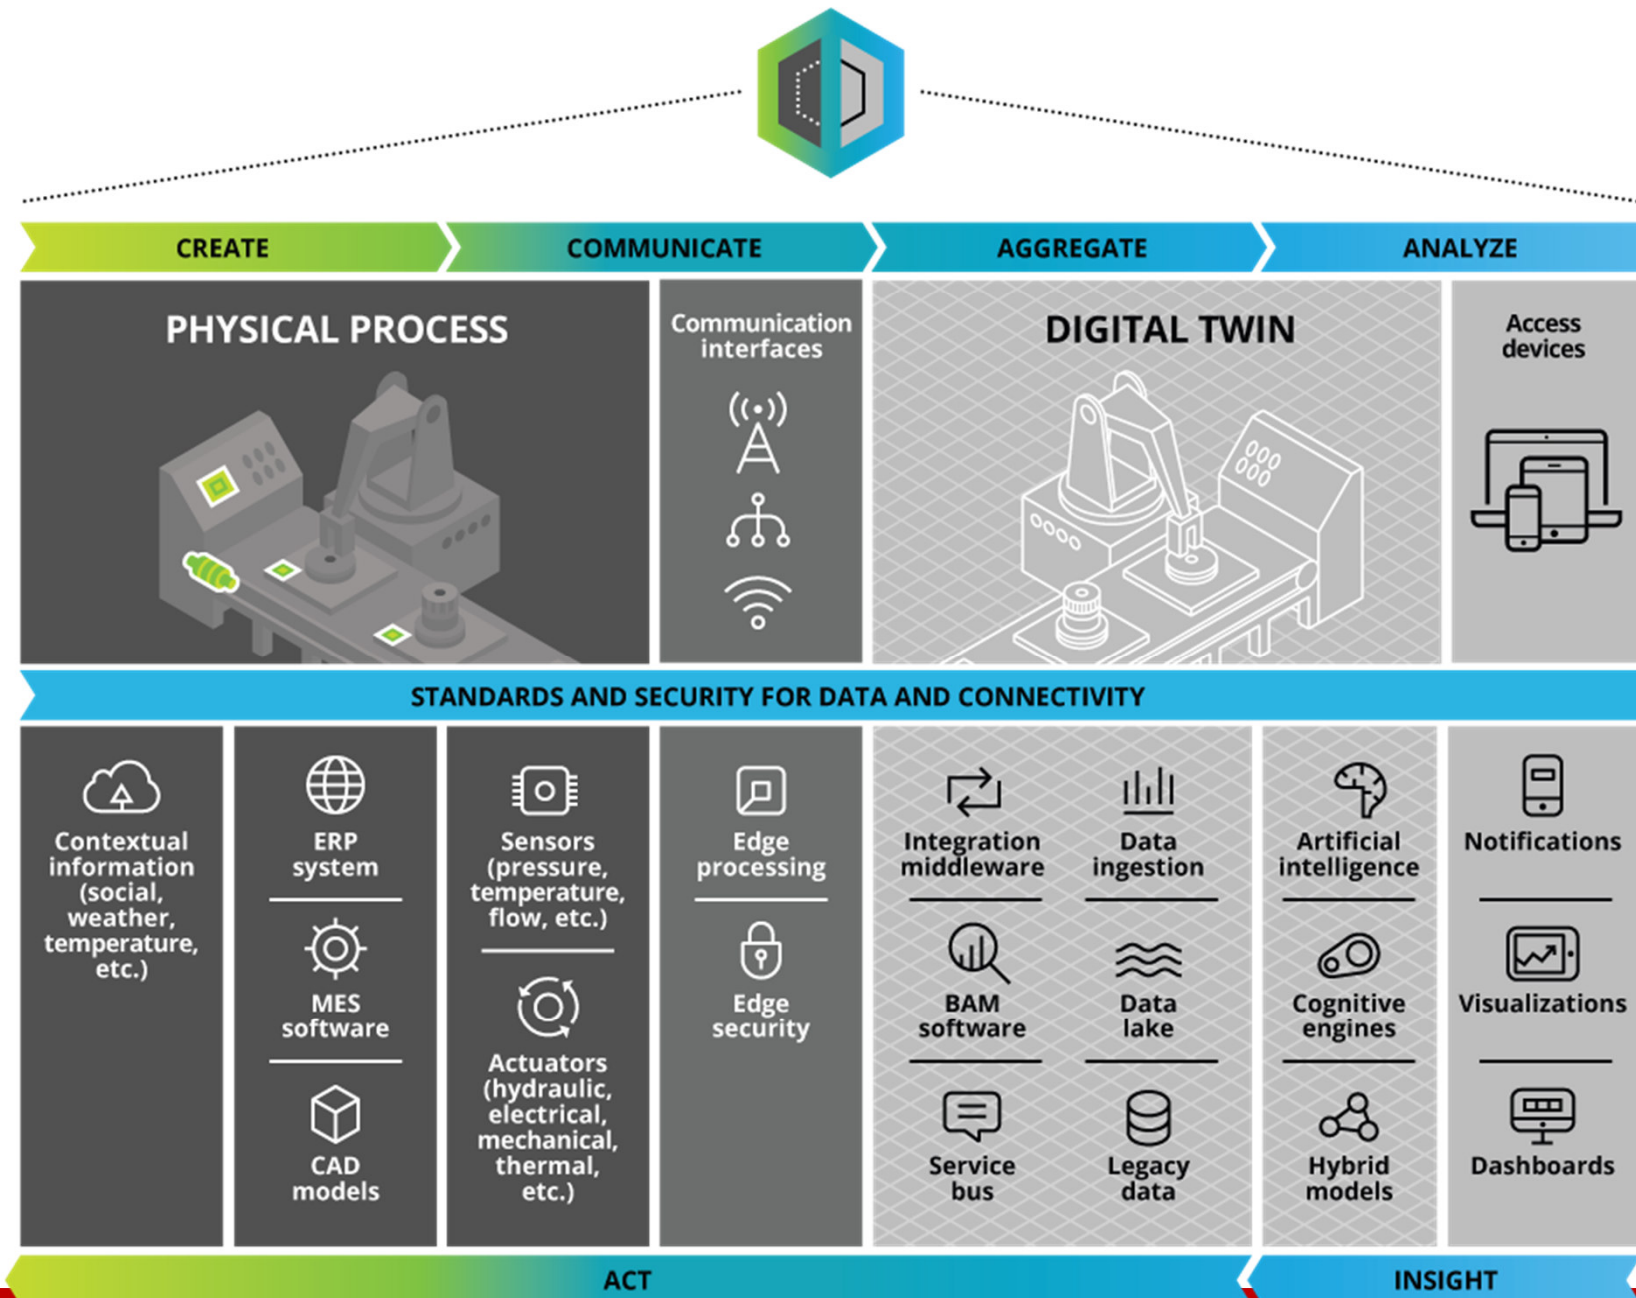 CREATE
COMMUNICATE
AGGREGATE
ANALYZE
PHYSICAL PROCESS
Communication
interfaces
DIGITAL TWIN
Access
devices
STANDARDS AND SECURITY FOR DATA AND CONNECTIVITY
Contextual
information
(social,
weather,
temperature,
etc.)
ERP
system
MES
software
CAD
models
Sensors
(pressure,
temperature,
flow, etc.)
Actuators
(hydraulic,
electrical,
mechanical,
thermal,
etc.)
Edge
processing
Edge
security
Integration
middleware
BAM
software
Service
bus
Data
ingestion
Data
lake
Legacy
data
Artificial
intelligence
Cognitive
engines
Hybrid
models
Notifications
Visualizations
Dashboards
ACT
INSIGHT